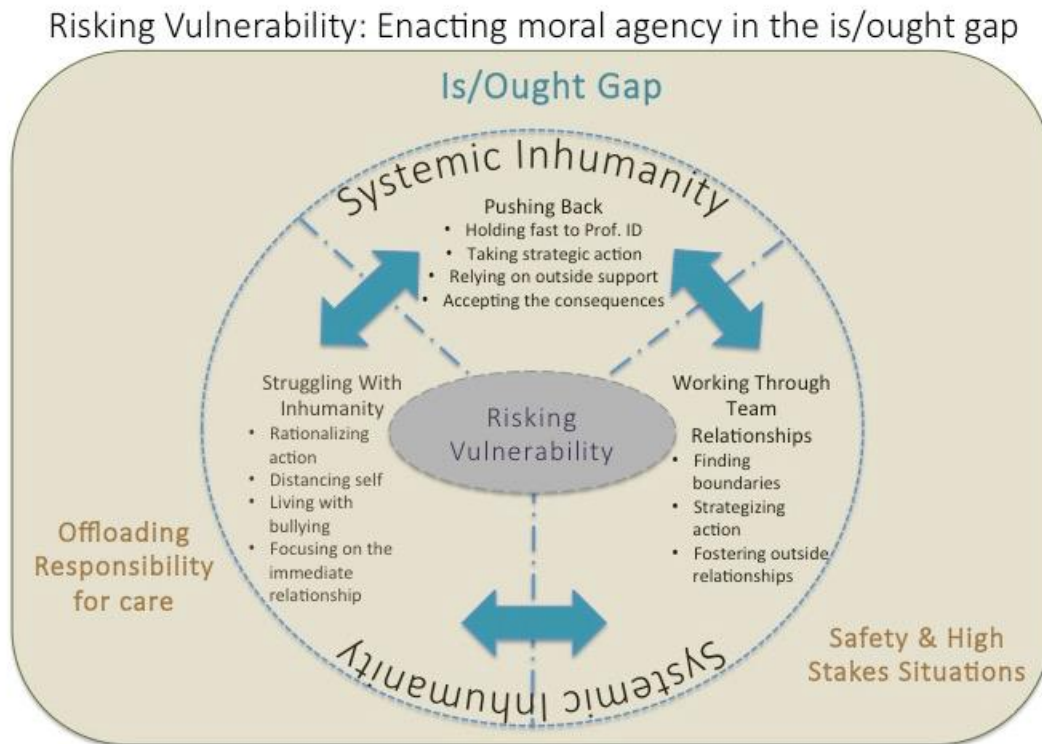 Risking Vulnerability: Enacting moral agency in the is/ought gap
Is/Ought Gap
Systemic Inhumanity
Pushing Back
• Holding fast to Prof. ID
• Taking strategic action
• Relying on outside support
• Accepting the consequences
Struggling With
Inhumanity
• Rationalizing
action
• Distancing self
• Living with
bullying
• Focusing on the
immediate
relationship
Risking
Vulnerability
Working Through
Team
Relationships
• Finding
boundaries
• Strategizing
action
• Fostering outside
relationships
Offloading
Responsibility
for care
Safety & High
Stakes Situations
Systemic Inhumanity